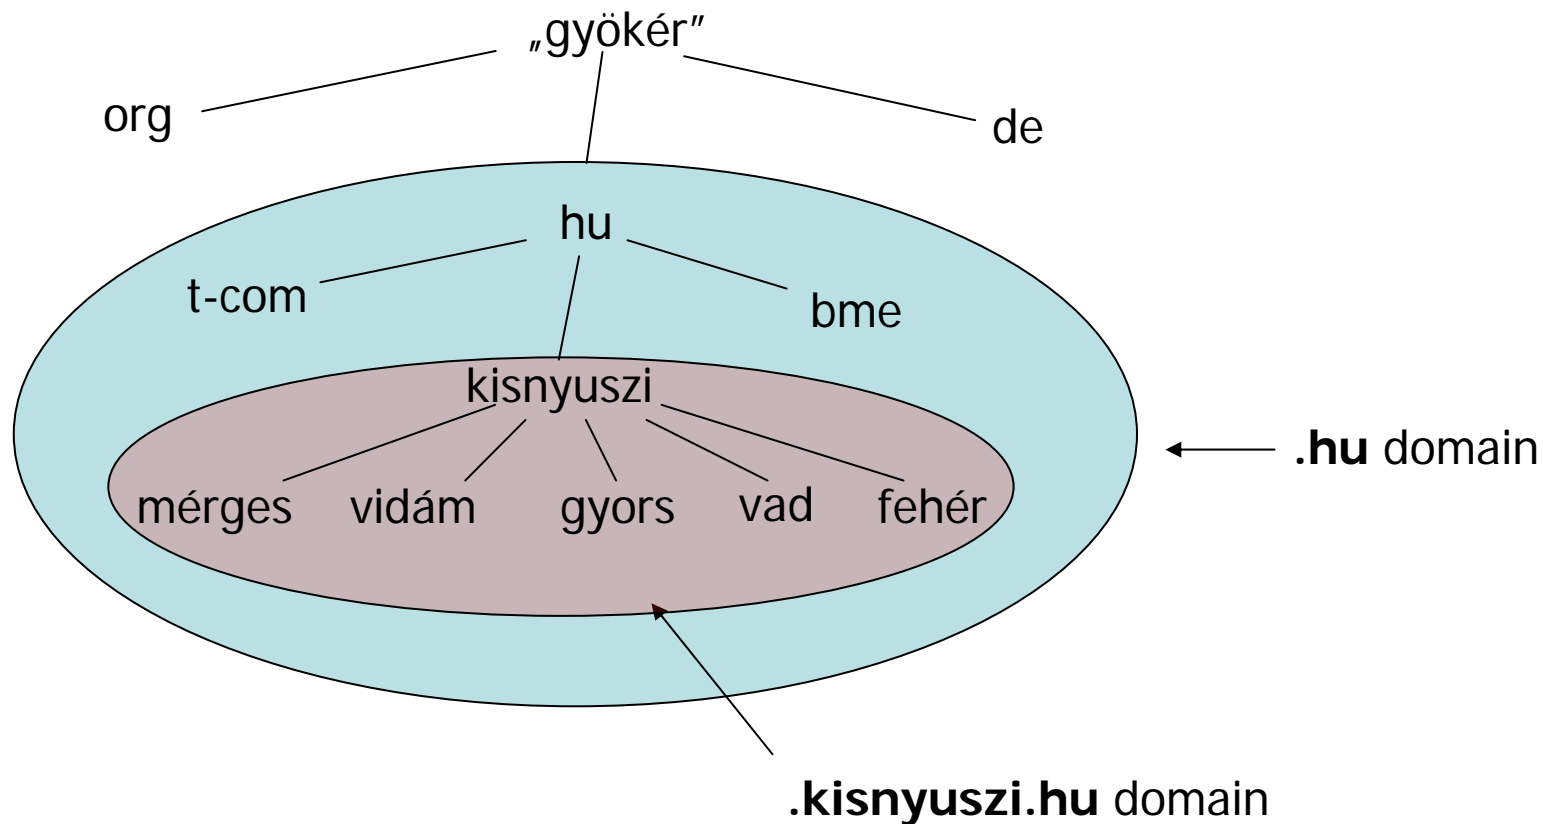 „gyökér”
org
de
hu
t-com
bme
kisnyuszi
mérges vidám gyors vad fehér
.hu domain
.kisnyuszi.hu domain